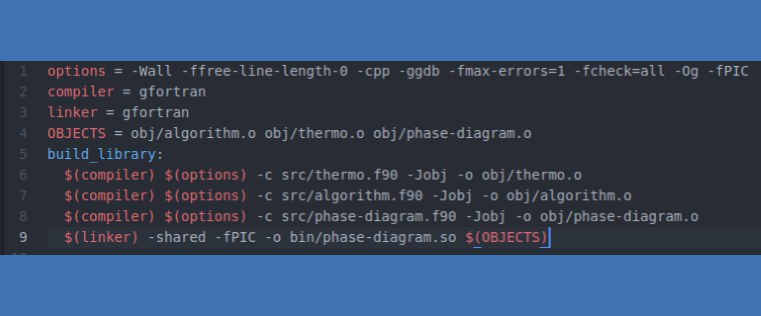 1 options = -Wall -ffree-line-length-0 -cpp -ggdb -fmax-errors=1 -fcheck=all -Og -fPIC
2 compiler = gfortran
3 linker = gfortran
4 OBJECTS = obj/algorithm.o obj/thermo.o obj/phase-diagram.o
5 build_library:
6 $(compiler) $(options) -c src/thermo.f90 -Jobj -o obj/thermo.o
7 $(compiler) $(options) -c src/algorithm.f90 -Jobj -o obj/algorithm.o
8 $(compiler) $(options) -c src/phase-diagram.f90 -Jobj -o obj/phase-diagram.o
9 $(linker) -shared -fPIC -o bin/phase-diagram.so $(OBJECTS)